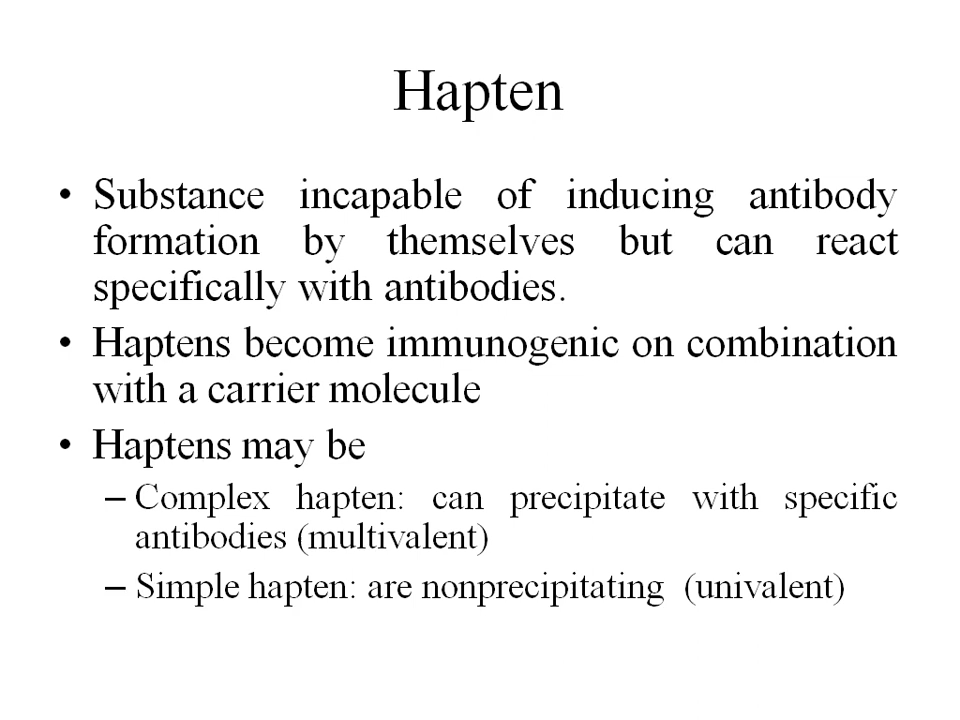 Hapten
• Substance incapable of inducing antibody
formation by themselves but can react
specifically with antibodies.
• Haptens become immunogenic on combination
with a carrier molecule
• Haptens may be
– Complex hapten: can precipitate with specific
antibodies (multivalent)
– Simple hapten: are nonprecipitating (univalent)